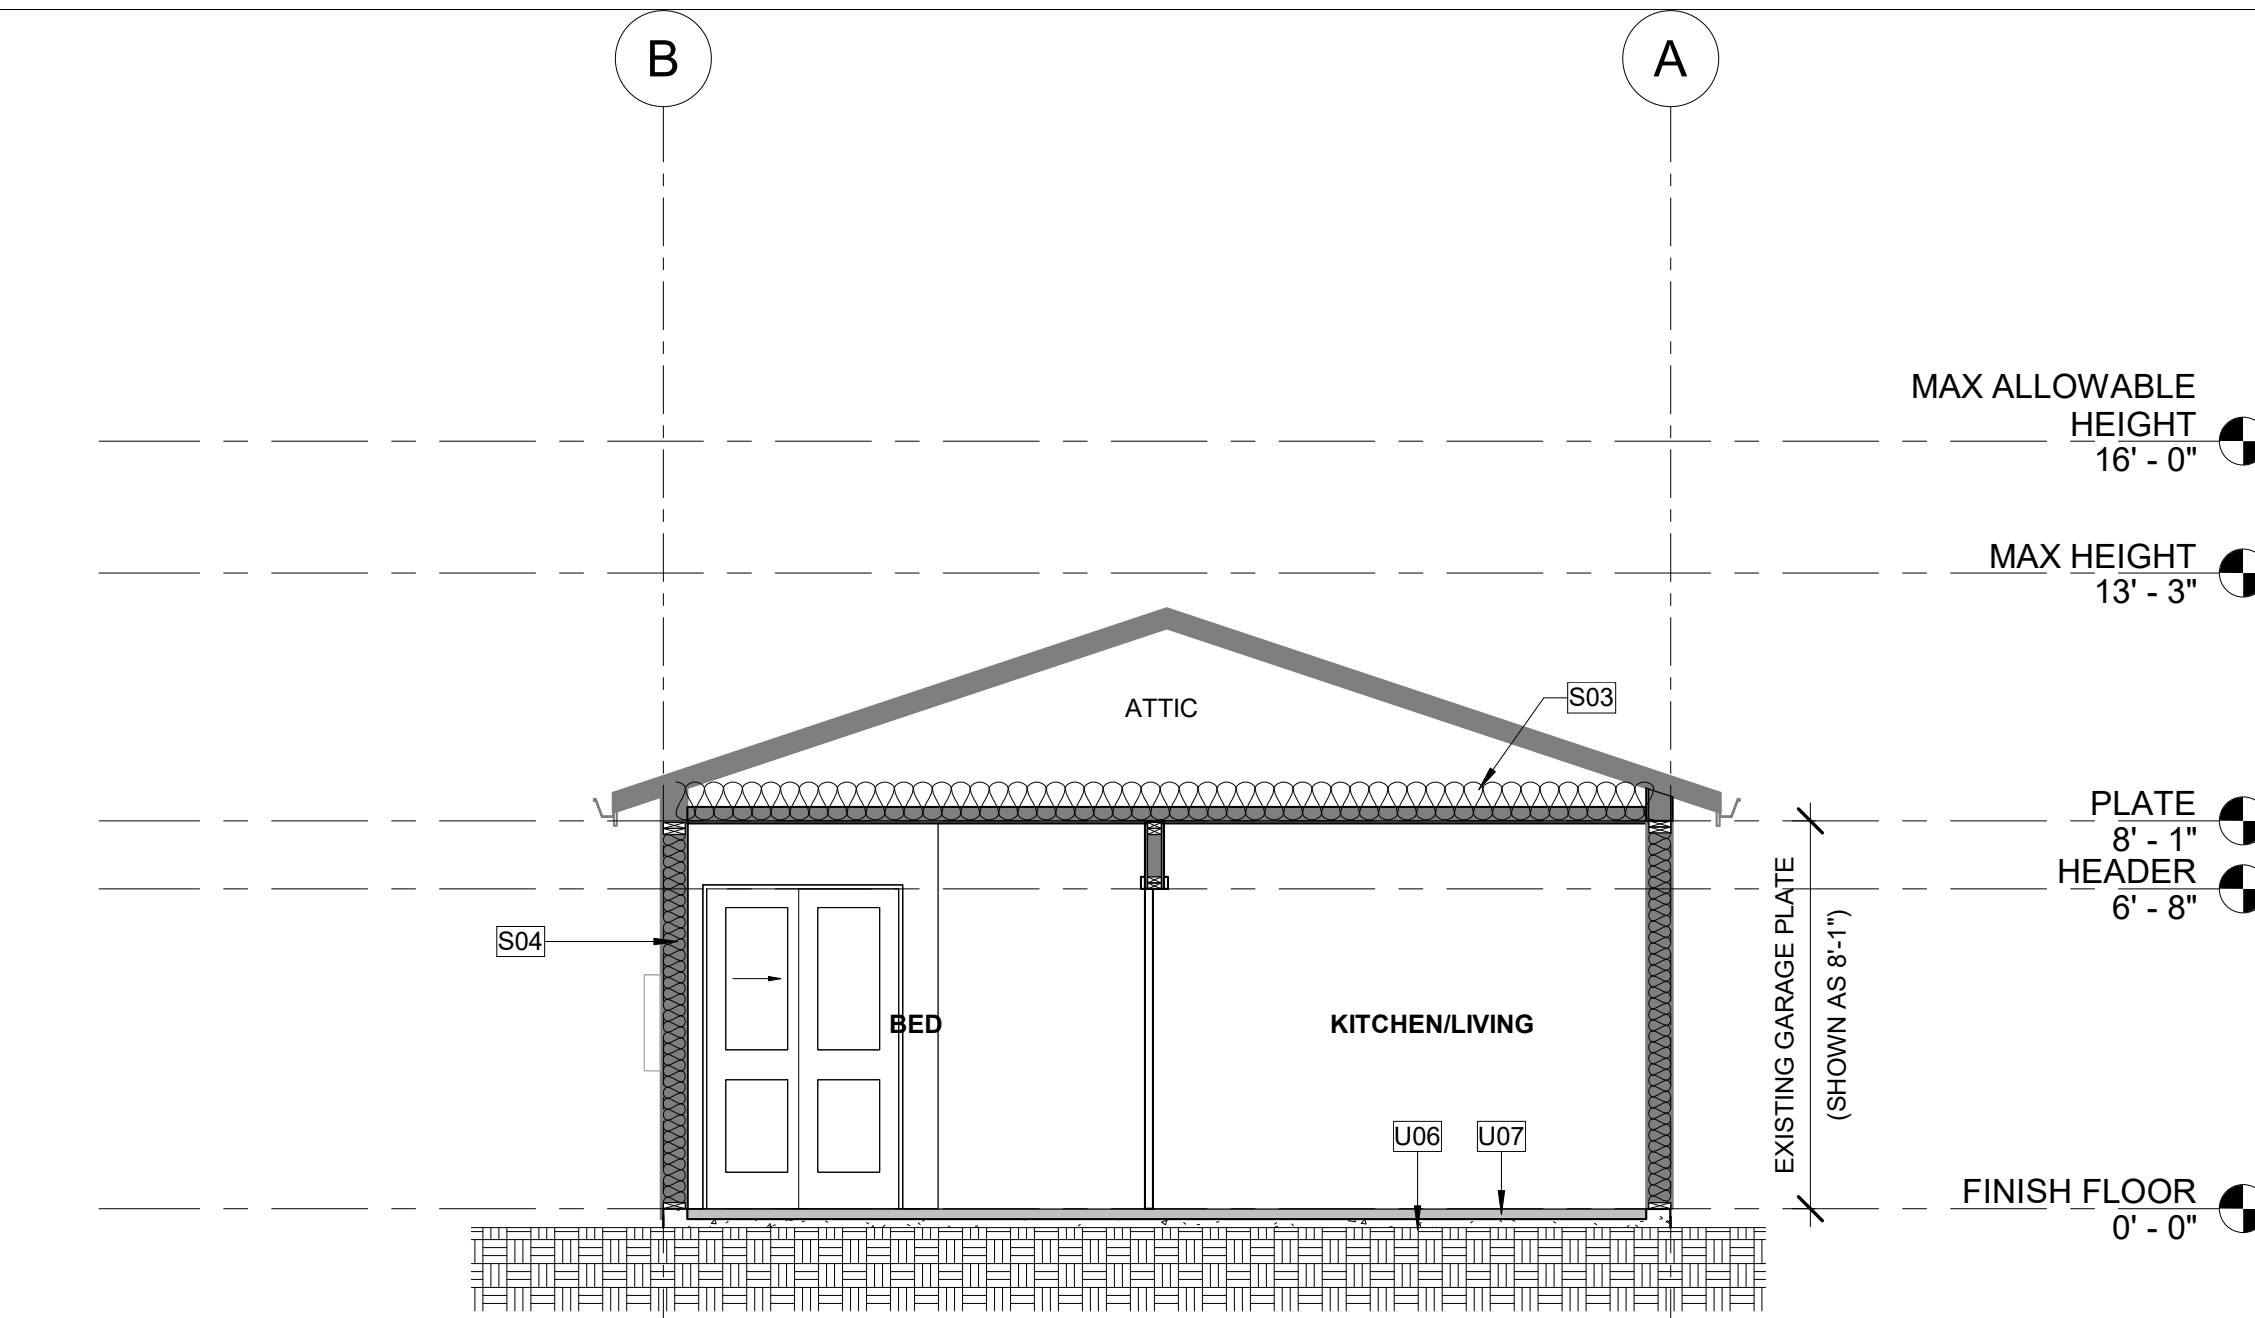 B
A
MAX ALLOWABLE
HEIGHT
16' - 0"
MAX HEIGHT
13' - 3"
ATTIC
S03
PLATE
8' - 1"
HEADER
6' - 8"
S04
BED
KITCHEN/LIVING
EXISTING GARAGE PLATE
(SHOWN AS 8'-1")
U06
U07
FINISH FLOOR
0' - 0"